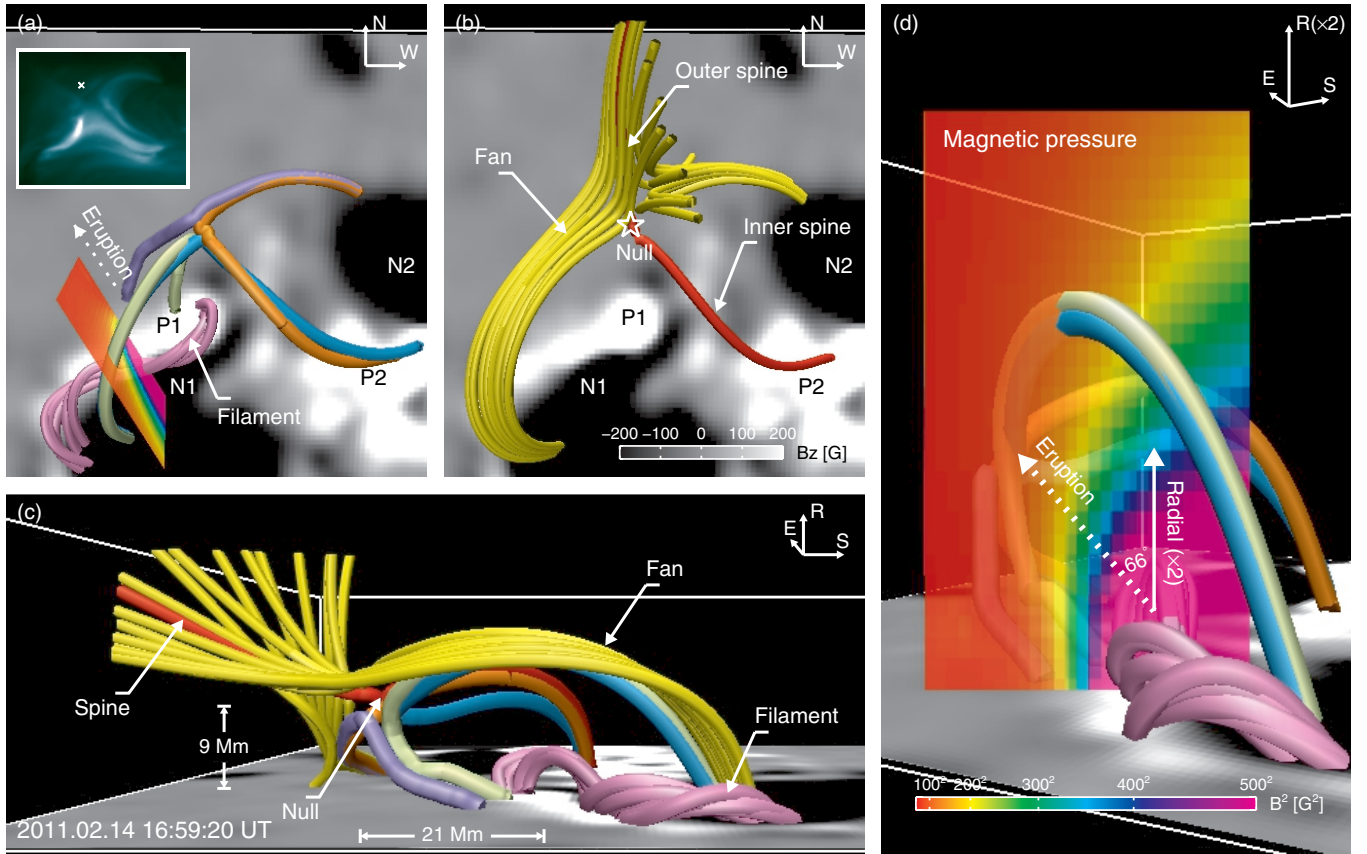 (a)
N
W
Eruption
P1
N1
Filament
N2
P2
(b)
N
W
Outer spine
Fan
Null
Inner spine
P1
N1
P2
N2
−200 −100 0 100 200
Bz [G]
(c)
R
E
S
Fan
Spine
9 Mm
Null
Filament
21 Mm
2011.02.14 16:59:20 UT
(d)
R(×2)
E
S
Magnetic pressure
Eruption
66°
Radial (×2)
100² 200² 300² 400² 500²
B² [G²]